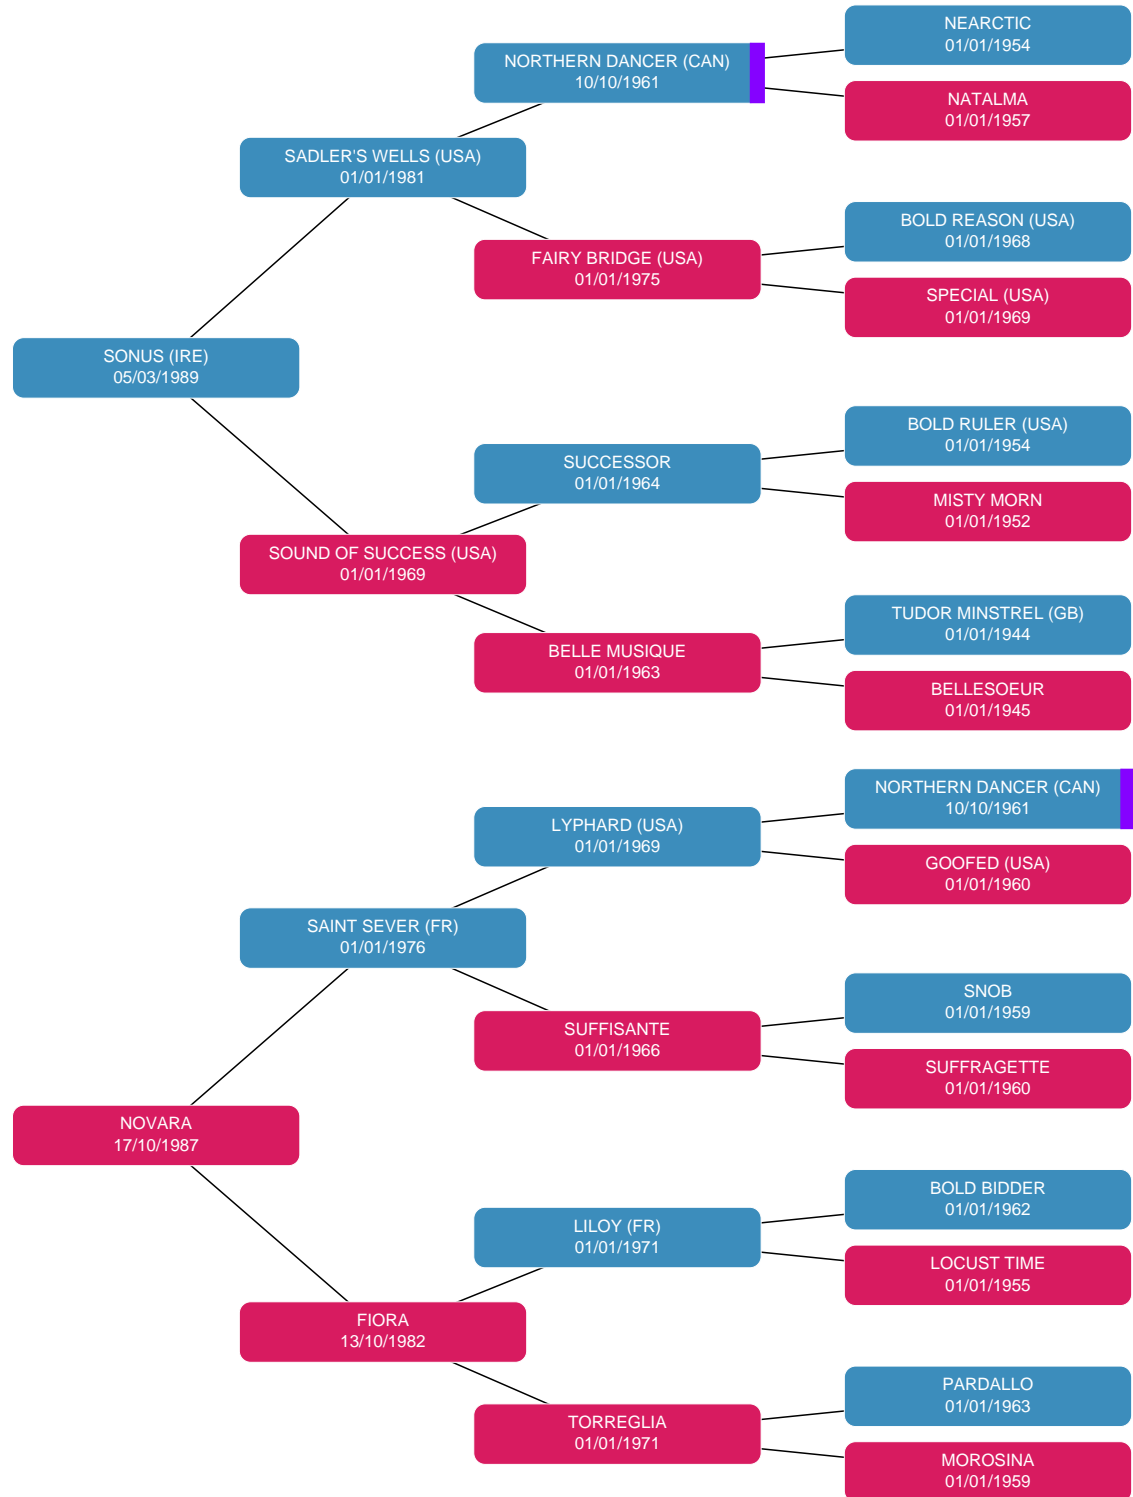 NEARCTIC
01/01/1954
NORTHERN DANCER (CAN)
10/10/1961
NATALMA
01/01/1957
SADLER'S WELLS (USA)
01/01/1981
BOLD REASON (USA)
01/01/1968
FAIRY BRIDGE (USA)
01/01/1975
SPECIAL (USA)
01/01/1969
SONUS (IRE)
05/03/1989
BOLD RULER (USA)
01/01/1954
SUCCESSOR
01/01/1964
MISTY MORN
01/01/1952
SOUND OF SUCCESS (USA)
01/01/1969
TUDOR MINSTREL (GB)
01/01/1944
BELLE MUSIQUE
01/01/1963
BELLESOEUR
01/01/1945
NORTHERN DANCER (CAN)
10/10/1961
LYPHARD (USA)
01/01/1969
GOOFED (USA)
01/01/1960
SAINT SEVER (FR)
01/01/1976
SNOB
01/01/1959
SUFFISANTE
01/01/1966
SUFFRAGETTE
01/01/1960
NOVARA
17/10/1987
BOLD BIDDER
01/01/1962
LILOY (FR)
01/01/1971
LOCUST TIME
01/01/1955
FIORA
13/10/1982
PARDALLO
01/01/1963
TORREGLIA
01/01/1971
MOROSINA
01/01/1959